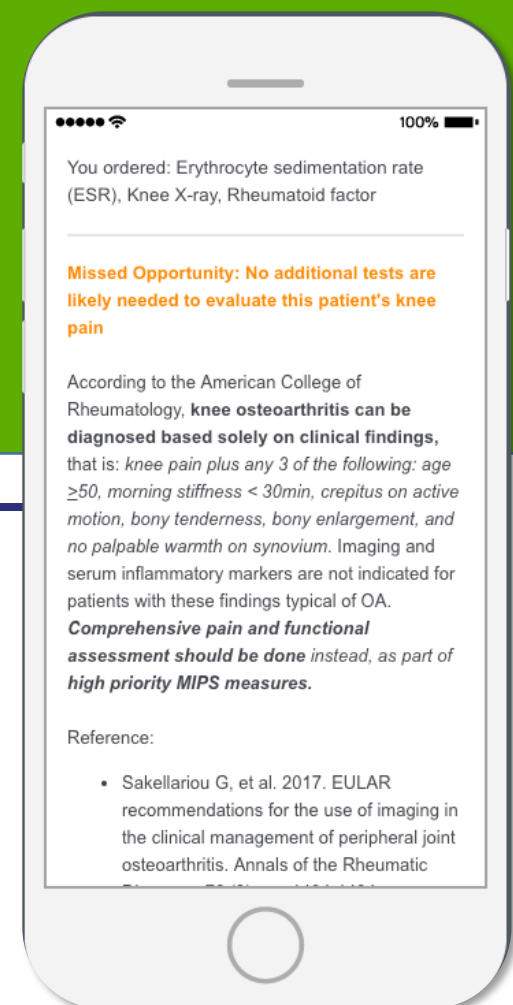 100%
You ordered: Erythrocyte sedimentation rate
(ESR), Knee X-ray, Rheumatoid factor
Missed Opportunity: No additional tests are
likely needed to evaluate this patient's knee
pain
According to the American College of
Rheumatology, knee osteoarthritis can be
diagnosed based solely on clinical findings,
that is: knee pain plus any 3 of the following: age
≥50, morning stiffness < 30min, crepitus on active
motion, bony tenderness, bony enlargement, and
no palpable warmth on synovium. Imaging and
serum inflammatory markers are not indicated for
patients with these findings typical of OA.
Comprehensive pain and functional
assessment should be done instead, as part of
high priority MIPS measures.
Reference:
• Sakellariou G, et al. 2017. EULAR
recommendations for the use of imaging in
the clinical management of peripheral joint
osteoarthritis. Annals of the Rheumatic